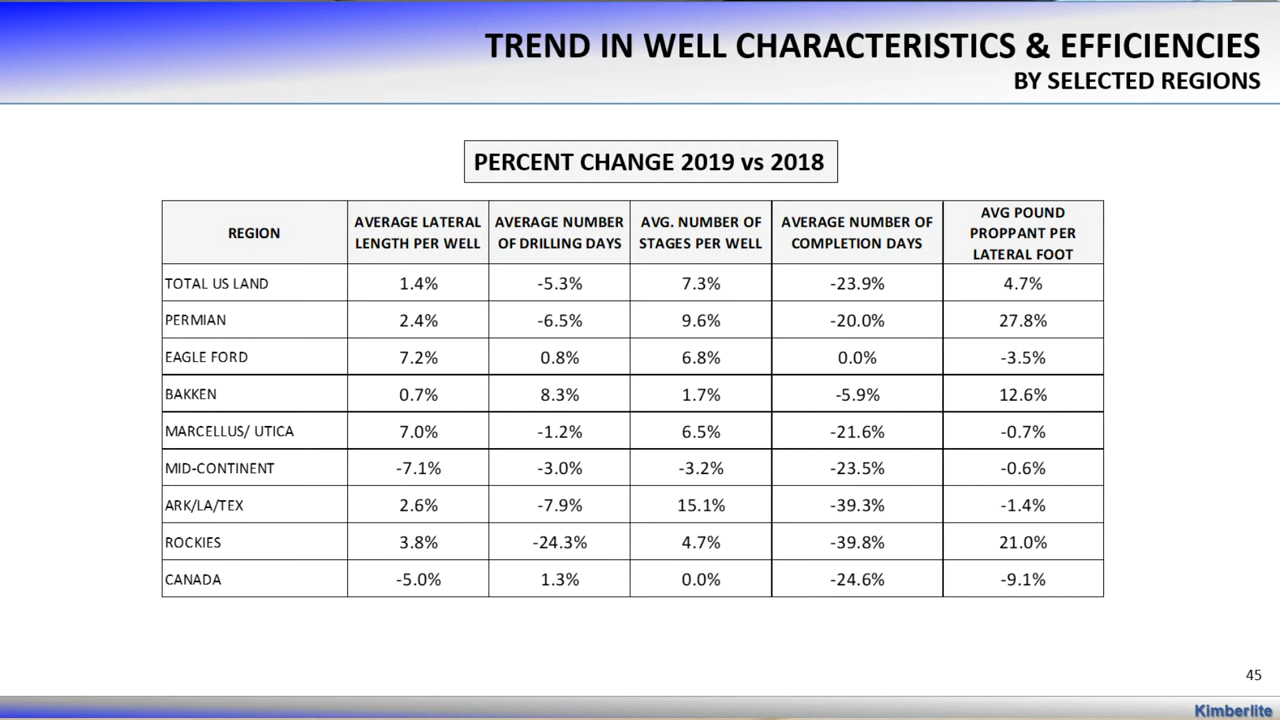 TREND IN WELL CHARACTERISTICS & EFFICIENCIES
BY SELECTED REGIONS
PERCENT CHANGE 2019 vs 2018
REGION
AVERAGE LATERAL
LENGTH PER WELL
AVERAGE NUMBER
OF DRILLING DAYS
AVG. NUMBER OF
STAGES PER WELL
AVERAGE NUMBER OF
COMPLETION DAYS
AVG POUND
PROPPANT PER
LATERAL FOOT
TOTAL US LAND 1.4% -5.3% 7.3% -23.9% 4.7%
PERMIAN 2.4% -6.5% 9.6% -20.0% 27.8%
EAGLE FORD 7.2% 0.8% 6.8% 0.0% -3.5%
BAKKEN 0.7% 8.3% 1.7% -5.9% 12.6%
MARCELLUS/ UTICA 7.0% -1.2% 6.5% -21.6% -0.7%
MID-CONTINENT -7.1% -3.0% -3.2% -23.5% -0.6%
ARK/LA/TEX 2.6% -7.9% 15.1% -39.3% -1.4%
ROCKIES 3.8% -24.3% 4.7% -39.8% 21.0%
CANADA -5.0% 1.3% 0.0% -24.6% -9.1%
45
Kimberlite